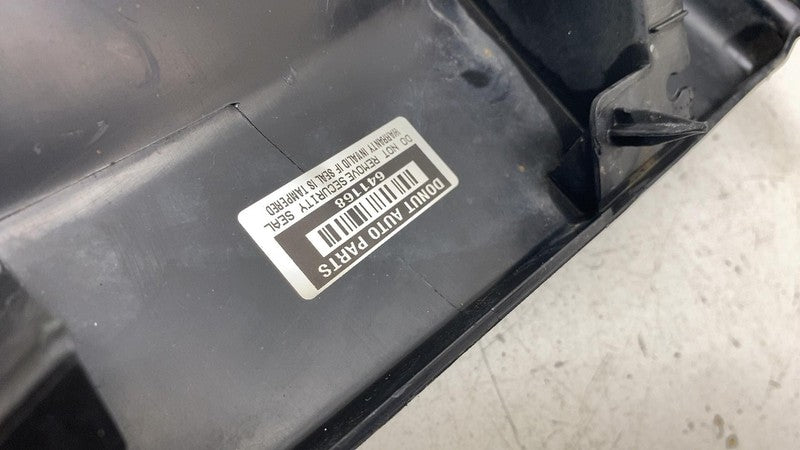 DONUT AUTO PARTS
641168
DO NOT REMOVE SECURITY SEAL
WARRANTY INVALID IF SEAL IS TAMPERED